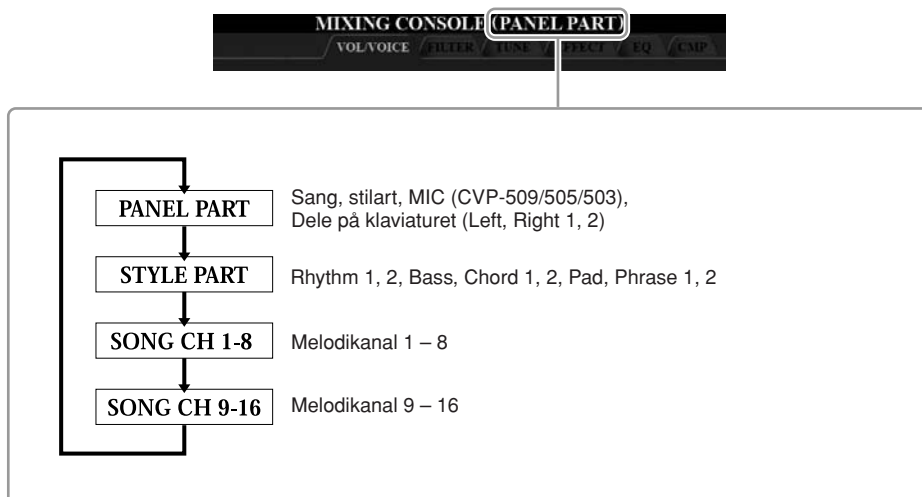 MIXING CONSOLE (PANEL PART)
VOL/VOICE FILTER TUNE EFFECT EQ CMP
PANEL PART
Sang, stilart, MIC (CVP-509/505/503),
Dele på klaviaturet (Left, Right 1, 2)
STYLE PART
Rhythm 1, 2, Bass, Chord 1, 2, Pad, Phrase 1, 2
SONG CH 1-8
Melodikanal 1 – 8
SONG CH 9-16
Melodikanal 9 – 16